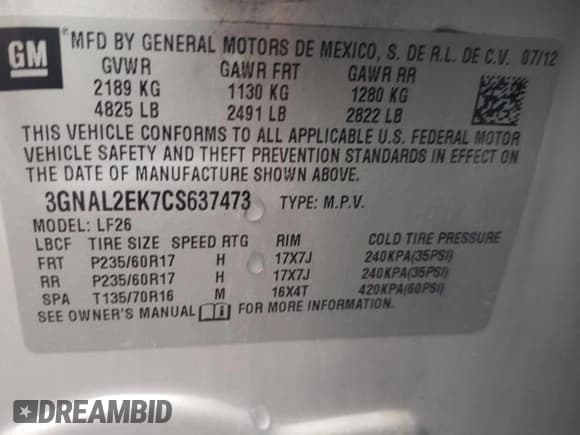 GM
MFD BY GENERAL MOTORS DE MEXICO, S. DE R.L. DE C.V. 07/12
GVWR GAWR FRT GAWR RR
2189 KG 1130 KG 1280 KG
4825 LB 2491 LB 2822 LB
THIS VEHICLE CONFORMS TO ALL APPLICABLE U.S. FEDERAL MOTOR
VEHICLE SAFETY AND THEFT PREVENTION STANDARDS IN EFFECT ON
THE DATE OF MANUFACTURE SHOWN ABOVE.
3GNAL2EK7CS637473 TYPE: M.P.V.
MODEL: LF26
LBCF TIRE SIZE SPEED RTG RIM COLD TIRE PRESSURE
FRT P235/60R17 H 17X7J 240KPA(35PSI)
RR P235/60R17 H 17X7J 240KPA(35PSI)
SPA T135/70R16 M 16X4T 420KPA(60PSI)
SEE OWNER'S MANUAL FOR MORE INFORMATION.
DREAMBID